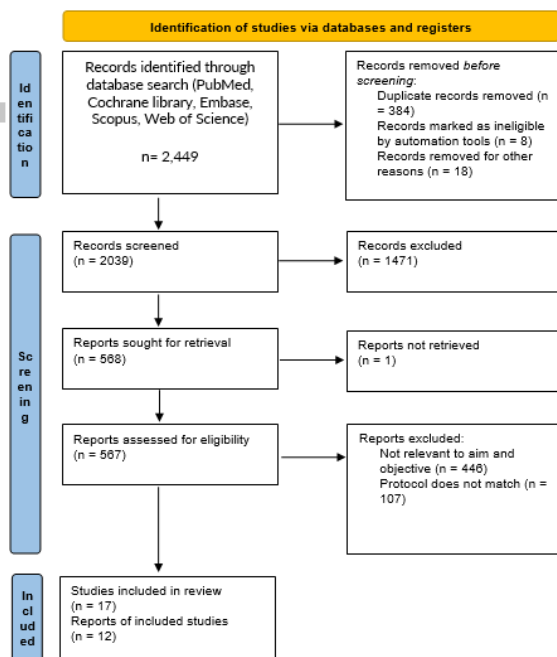 Identification of studies via databases and registers
Id
entifi
catio
n
Records identified through
database search (PubMed,
Cochrane library, Embase,
Scopus, Web of Science)
n= 2,449
Records removed before
screening:
Duplicate records removed (n
= 384)
Records marked as ineligible
by automation tools (n = 8)
Records removed for other
reasons (n = 18)
Sc
re
en
in
g
Records screened
(n = 2039)
Records excluded
(n = 1471)
Reports sought for retrieval
(n = 568)
Reports not retrieved
(n = 1)
Reports assessed for eligibility
(n = 567)
Reports excluded:
Not relevant to aim and
objective (n = 446)
Protocol does not match (n =
107)
In
cl
ud
ed
Studies included in review
(n = 17)
Reports of included studies
(n = 12)